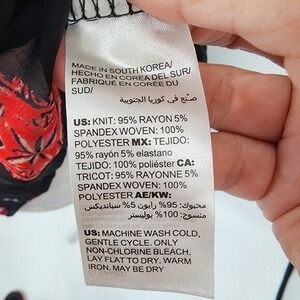 MADE IN SOUTH KOREA/
HECHO EN COREA DEL SUR/
FABRIQUÉ EN CORÉE DU
SUD/
صنع في كوريا الجنوبية
US: KNIT: 95% RAYON 5%
SPANDEX WOVEN: 100%
POLYESTER MX: TEJIDO:
95% rayón 5% elastano
TEJIDO: 100% poliéster CA:
TRICOT: 95% RAYONNE 5%
SPANDEX WOVEN: 100%
POLYESTER AE/KW:
محبوك: 95% رايون 5% سباندیكس
منسوج: 100% بوليستر
US: MACHINE WASH COLD,
GENTLE CYCLE. ONLY
NON-CHLORINE BLEACH.
LAY FLAT TO DRY. WARM
IRON. MAY BE DRY